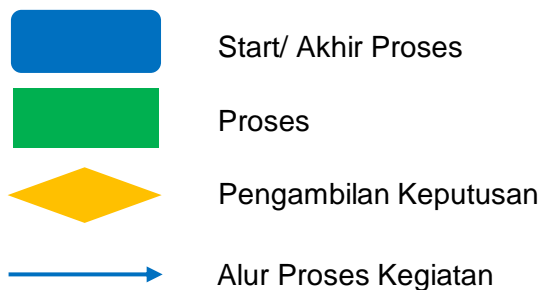 Start/ Akhir Proses
Proses
Pengambilan Keputusan
Alur Proses Kegiatan